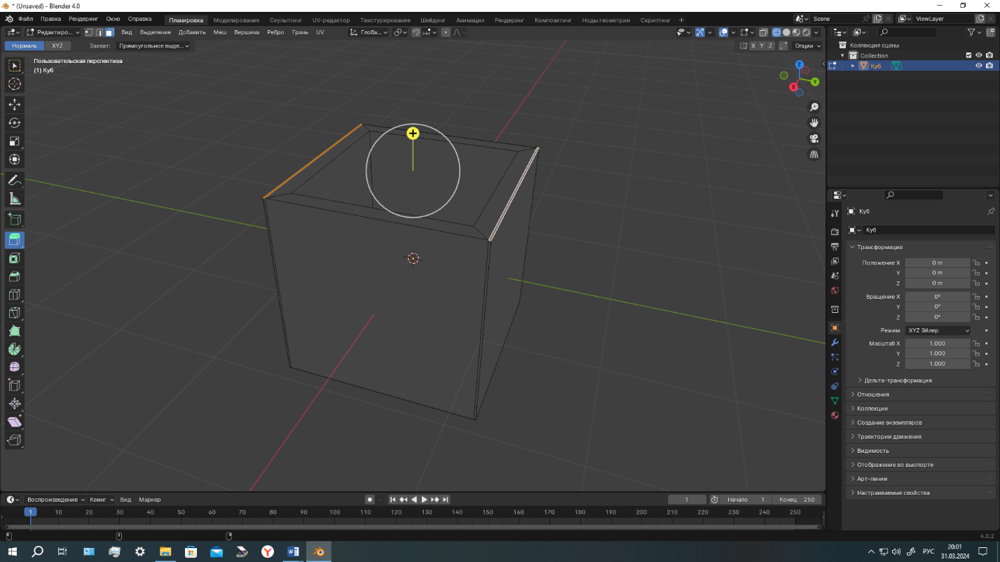 * (Unsaved) - Blender 4.0
Файл Правка Рендеринг Окно Справка
Планировка Моделирование Скульптинг UV-редактор Текстурирование Шейдинг Анимация Рендеринг Композитинг Ноды геометрии Скриптинг +
Scene
ViewLayer
Редактиро...
Вид Выделение Добавить Меш Вершина Ребро Грань UV
Глоба...
Нормаль XYZ
Захват: Прямоугольное выде...
X Y Z
Опции
Пользовательская перспектива
(1) Куб
Z
Y
X
Коллекция сцены
Collection
Куб
Куб
Куб
Трансформация
Положение X 0 m
Y 0 m
Z 0 m
Вращение X 0°
Y 0°
Z 0°
Режим XYZ Эйлер
Масштаб X 1.000
Y 1.000
Z 1.000
Дельта-трансформация
Отношения
Коллекции
Создание экземпляров
Траектории движения
Видимость
Отображение во вьюпорте
Арт-линии
Настраиваемые свойства
Воспроизведение Кеинг Вид Маркер
1
Начало 1
Конец 250
1 10 20 30 40 50 60 70 80 90 100 110 120 130 140 150 160 170 180 190 200 210 220 230 240 250
4.0.2
РУС
20:01
31.03.2024